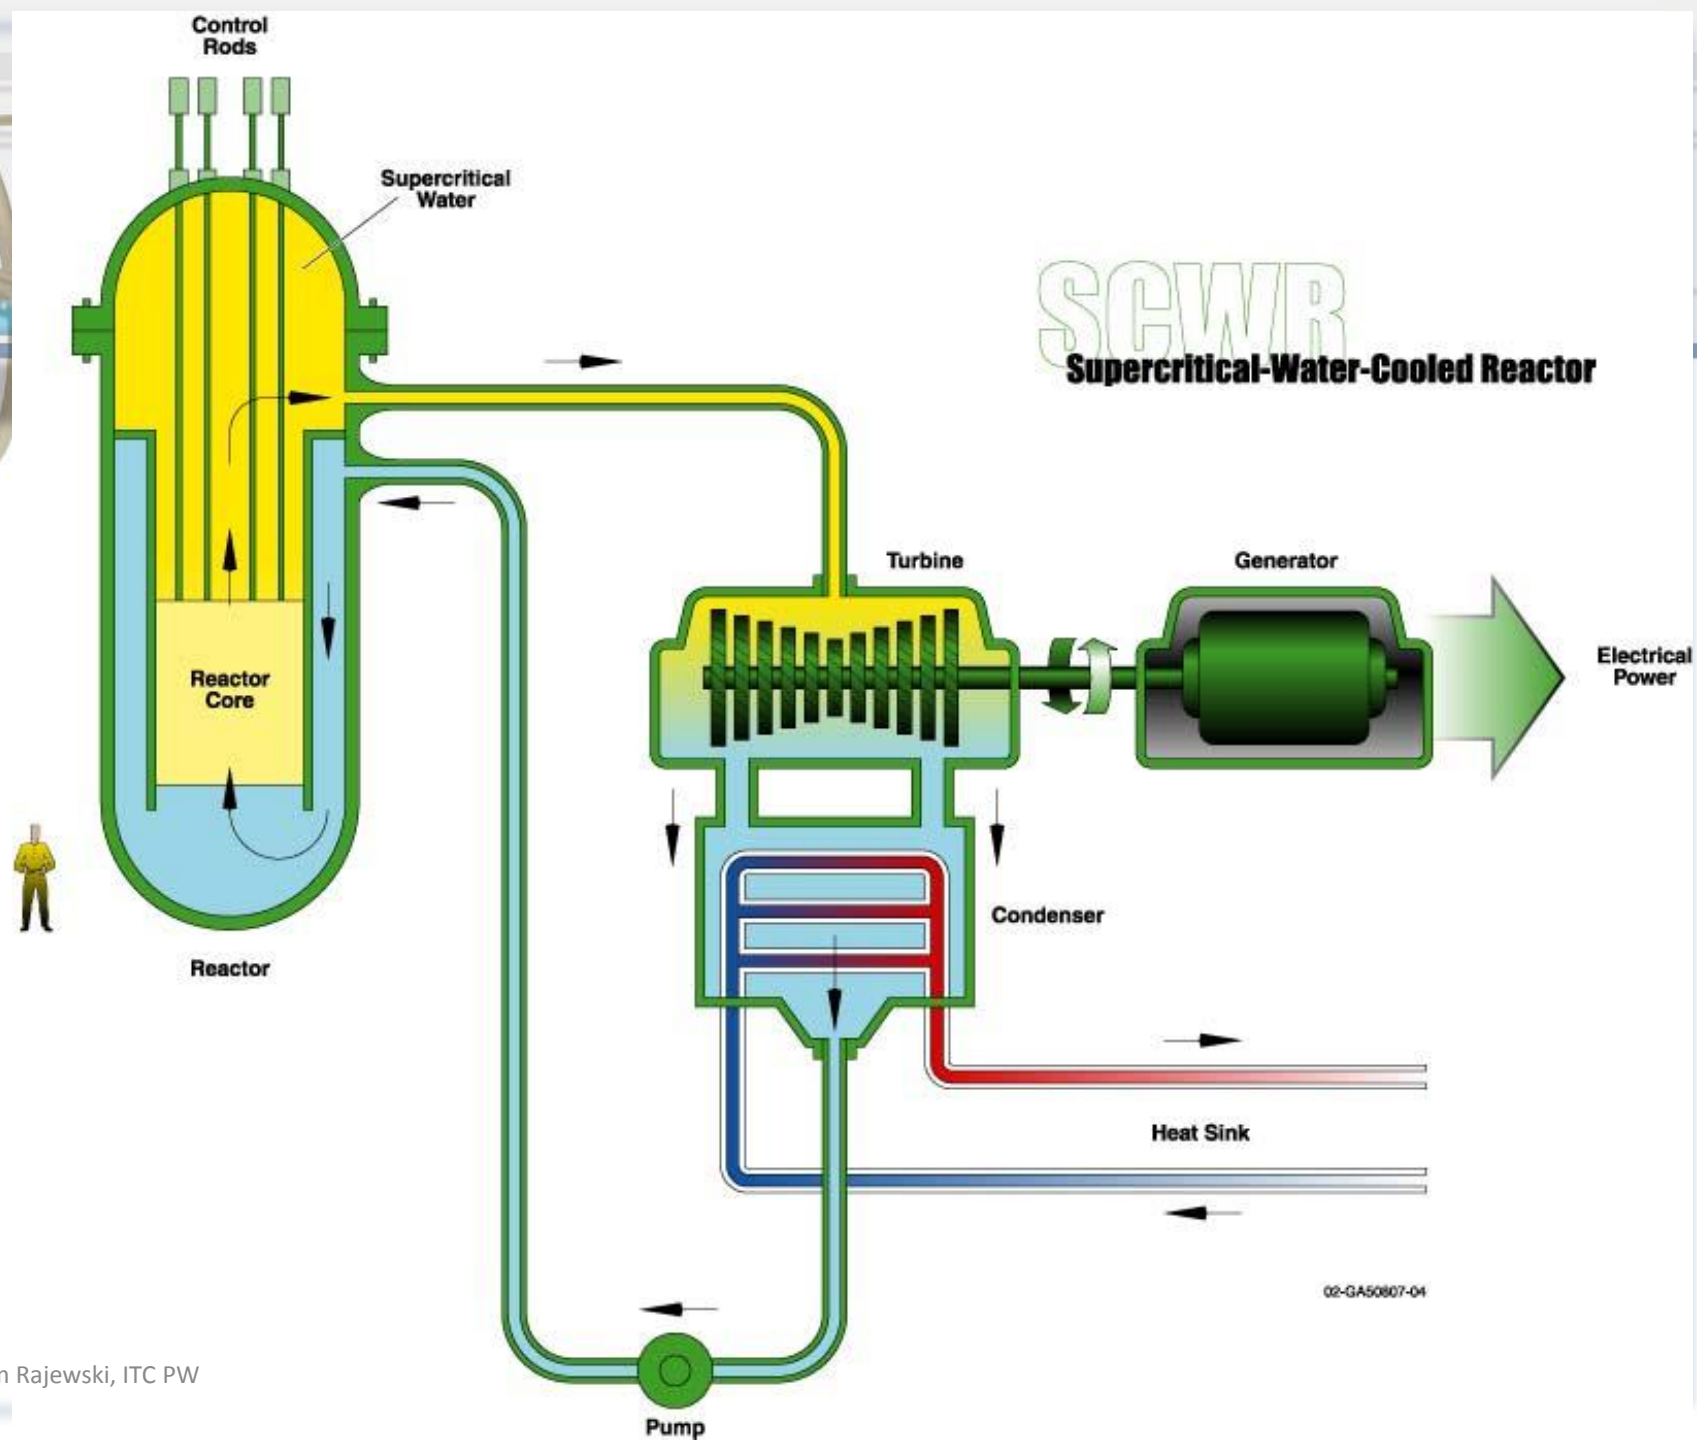 Control
Rods
Supercritical
Water
SCWR
Supercritical-Water-Cooled Reactor
Turbine
Generator
Electrical
Power
Reactor
Core
Condenser
Reactor
Heat Sink
02-GA50807-04
Rajewski, ITC PW
Pump